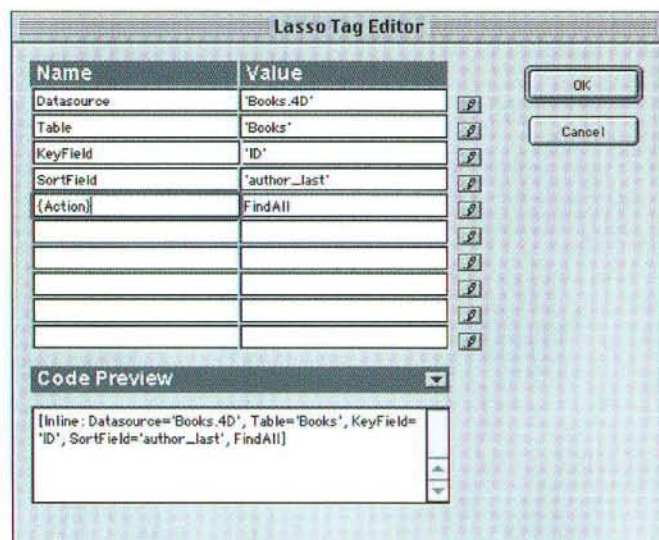 Lasso Tag Editor
Name Value
Datasource 'Books.4D'
Table 'Books'
KeyField 'ID'
SortField 'author_last'
{Action} FindAll
OK
Cancel
Code Preview
[Inline: Datasource='Books.4D', Table='Books', KeyField=
'ID', SortField='author_last', FindAll]